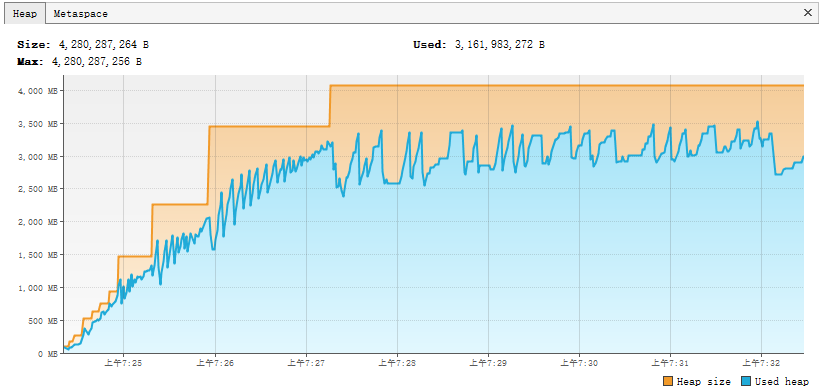 Heap Metaspace ×
Size: 4,280,287,264 B Used: 3,161,983,272 B
Max: 4,280,287,256 B
4,000 MB
3,500 MB
3,000 MB
2,500 MB
2,000 MB
1,500 MB
1,000 MB
500 MB
0 MB
上午7:25 上午7:26 上午7:27 上午7:28 上午7:29 上午7:30 上午7:31 上午7:32
Heap size Used heap